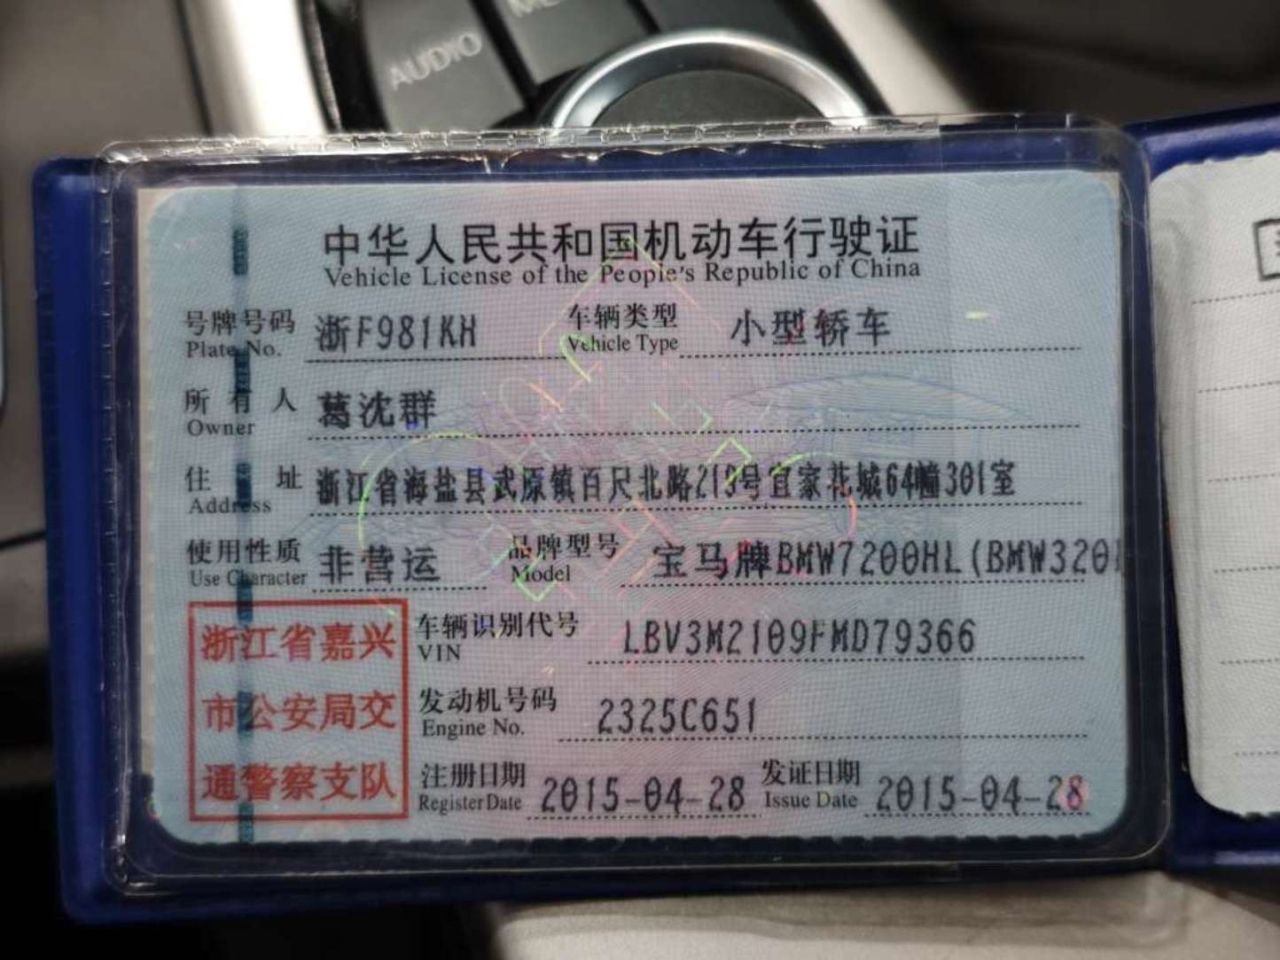 AUDIO
中华人民共和国机动车行驶证
Vehicle License of the People's Republic of China
号牌号码 浙F981KH 车辆类型 小型轿车
Plate No. Vehicle Type
所有人 葛沈群
Owner
住址 浙江省海盐县武原镇百尺北路213号宜家花城64幢301室
Address
使用性质 非营运 品牌型号 宝马牌BMW7200HL(BMW320
Use Character Model
浙江省嘉兴
市公安局交
通警察支队
车辆识别代号 LBV3M2109FMD79366
VIN
发动机号码 2325C651
Engine No.
注册日期 2015-04-28 发证日期 2015-04-28
Register Date Issue Date